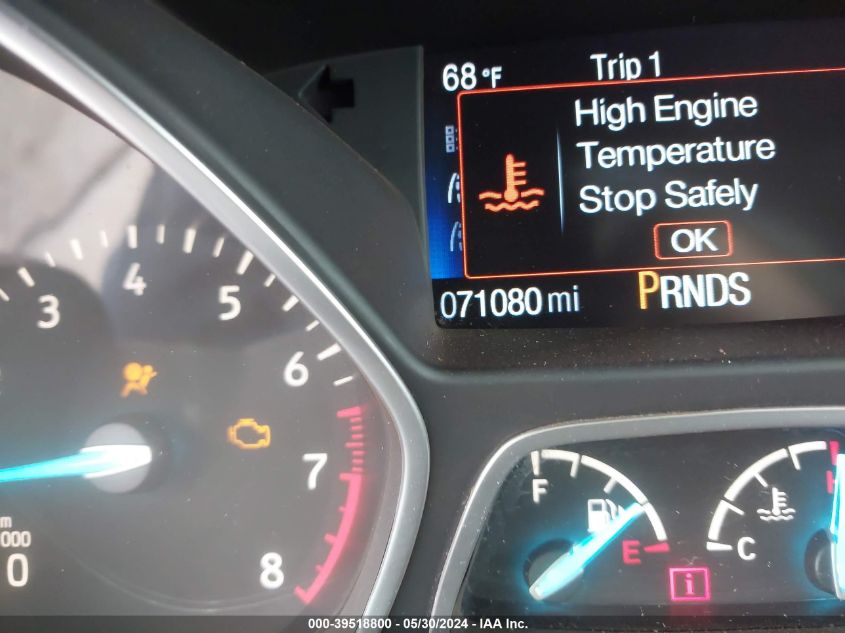 68 °F Trip 1
High Engine
Temperature
Stop Safely
OK
071080 mi PRNDS
3 4 5 6 7 8
F E
C H
i
000
0
000-39518800 - 05/30/2024 - IAA Inc.